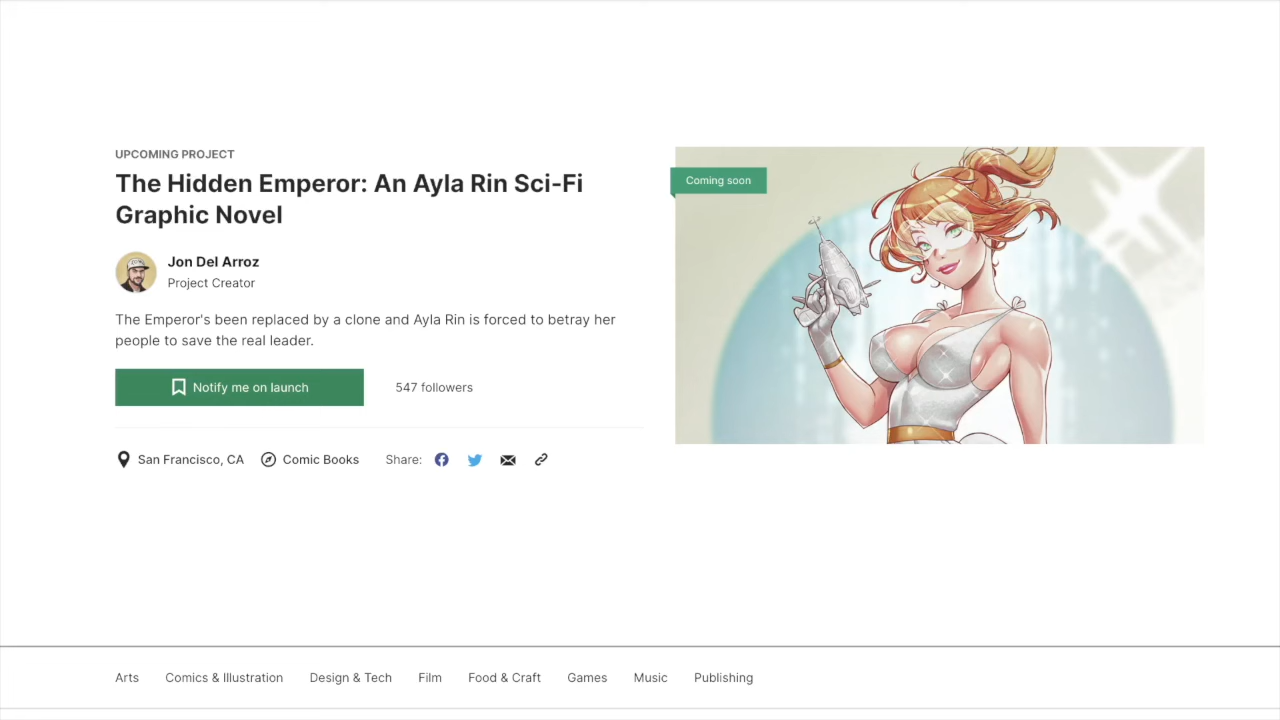 UPCOMING PROJECT
The Hidden Emperor: An Ayla Rin Sci-Fi
Graphic Novel
Jon Del Arroz
Project Creator
The Emperor's been replaced by a clone and Ayla Rin is forced to betray her
people to save the real leader.
Notify me on launch
547 followers
San Francisco, CA
Comic Books
Share:
Coming soon
Arts
Comics & Illustration
Design & Tech
Film
Food & Craft
Games
Music
Publishing